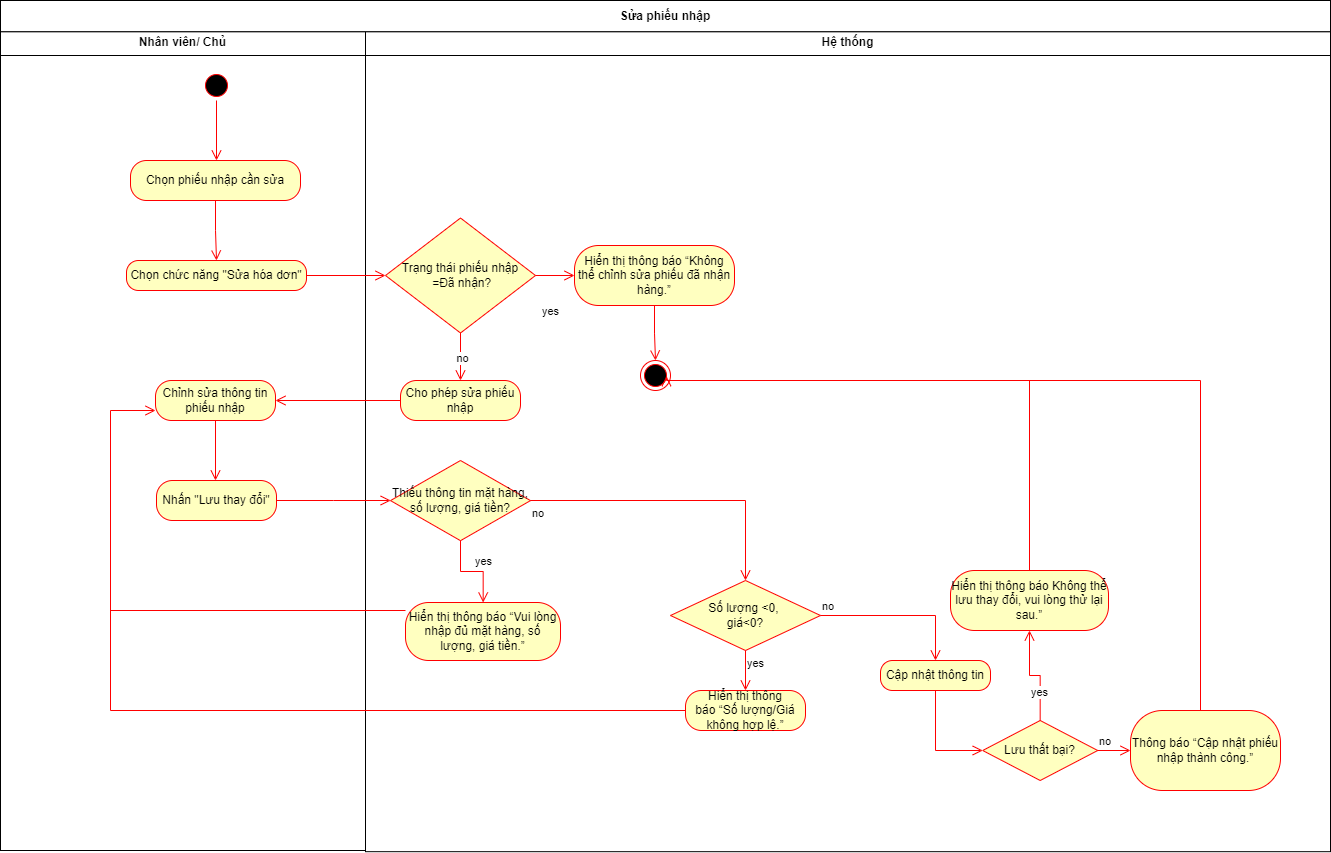 Sửa phiếu nhập
Nhân viên/ Chủ
Hệ thống
Chọn phiếu nhập cần sửa
Chọn chức năng "Sửa hóa dơn"
Trạng thái phiếu nhập
=Đã nhận?
yes
Hiển thị thông báo “Không
thể chỉnh sửa phiếu đã nhận
hàng.”
no
Cho phép sửa phiếu
nhập
Chỉnh sửa thông tin
phiếu nhập
Nhấn "Lưu thay đổi"
Thiếu thông tin mặt hàng,
số lượng, giá tiền?
no
yes
Hiển thị thông báo “Vui lòng
nhập đủ mặt hàng, số
lượng, giá tiền.”
Số lượng <0,
giá<0?
no
yes
Hiển thị thông
báo “Số lượng/Giá
không hợp lệ.”
Cập nhật thông tin
Lưu thất bại?
yes
Hiển thị thông báo Không thể
lưu thay đổi, vui lòng thử lại
sau.”
no
Thông báo “Cập nhật phiếu
nhập thành công.”